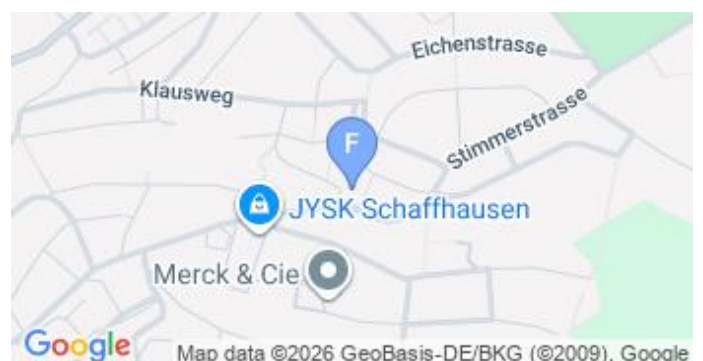 Eichenstrasse
Klausweg
Stimmerstrasse
F
JYSK Schaffhausen
Merck & Cie
Google
Map data ©2026 GeoBasis-DE/BKG (©2009), Google